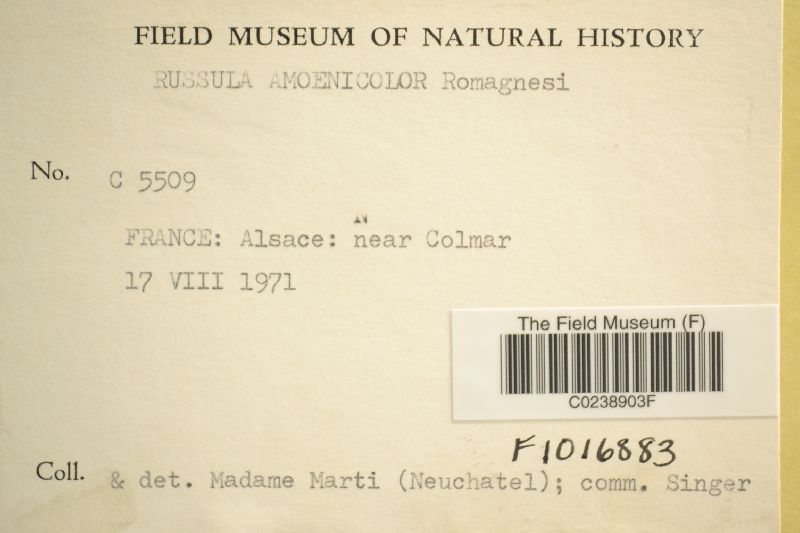 FIELD MUSEUM OF NATURAL HISTORY
RUSSULA AMOENICOLOR Romagnesi
No. C 5509
FRANCE: Alsace: near Colmar
17 VIII 1971
The Field Museum (F)
C0238903F
F1016883
Coll. & det. Madame Marti (Neuchatel); comm. Singer